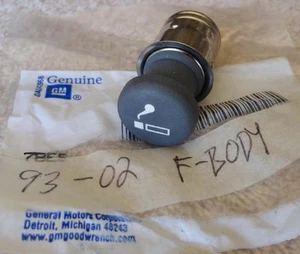 Genuine
GM
93-02 F-BODY
General Motors Corporation
Detroit, Michigan 48243
www.gmgoodwrench.com